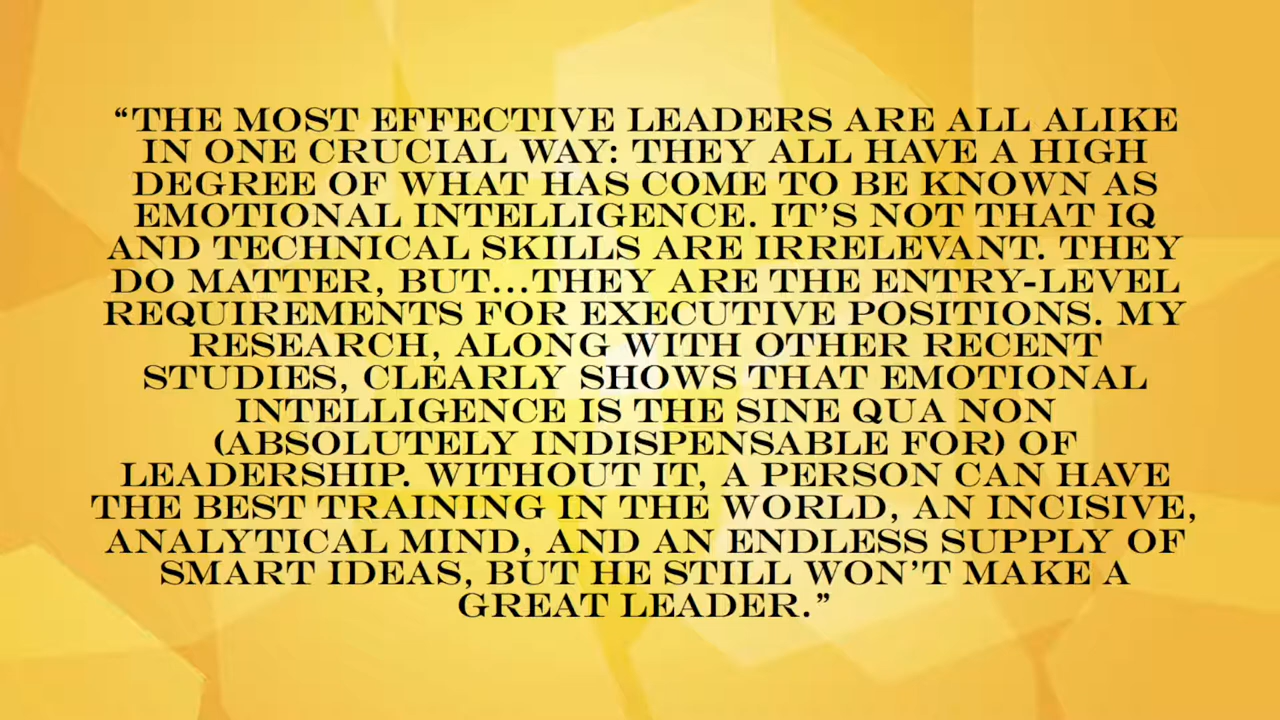 “THE MOST EFFECTIVE LEADERS ARE ALL ALIKE
IN ONE CRUCIAL WAY: THEY ALL HAVE A HIGH
DEGREE OF WHAT HAS COME TO BE KNOWN AS
EMOTIONAL INTELLIGENCE. IT’S NOT THAT IQ
AND TECHNICAL SKILLS ARE IRRELEVANT. THEY
DO MATTER, BUT...THEY ARE THE ENTRY-LEVEL
REQUIREMENTS FOR EXECUTIVE POSITIONS. MY
RESEARCH, ALONG WITH OTHER RECENT
STUDIES, CLEARLY SHOWS THAT EMOTIONAL
INTELLIGENCE IS THE SINE QUA NON
(ABSOLUTELY INDISPENSABLE FOR) OF
LEADERSHIP. WITHOUT IT, A PERSON CAN HAVE
THE BEST TRAINING IN THE WORLD, AN INCISIVE,
ANALYTICAL MIND, AND AN ENDLESS SUPPLY OF
SMART IDEAS, BUT HE STILL WON’T MAKE A
GREAT LEADER.”